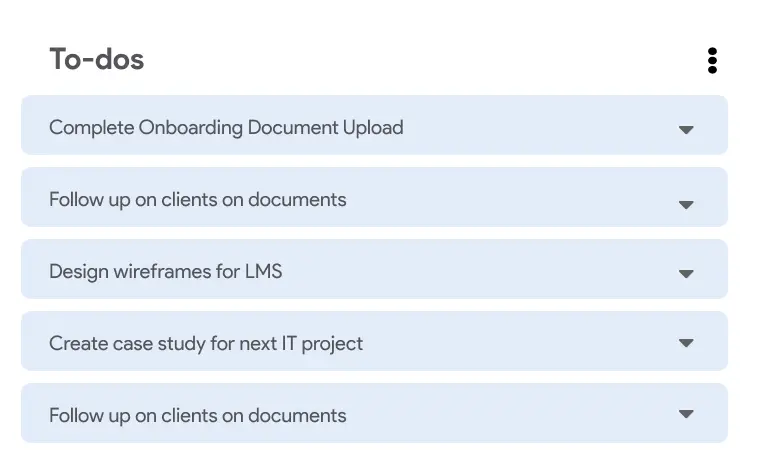 To-dos
Complete Onboarding Document Upload
Follow up on clients on documents
Design wireframes for LMS
Create case study for next IT project
Follow up on clients on documents